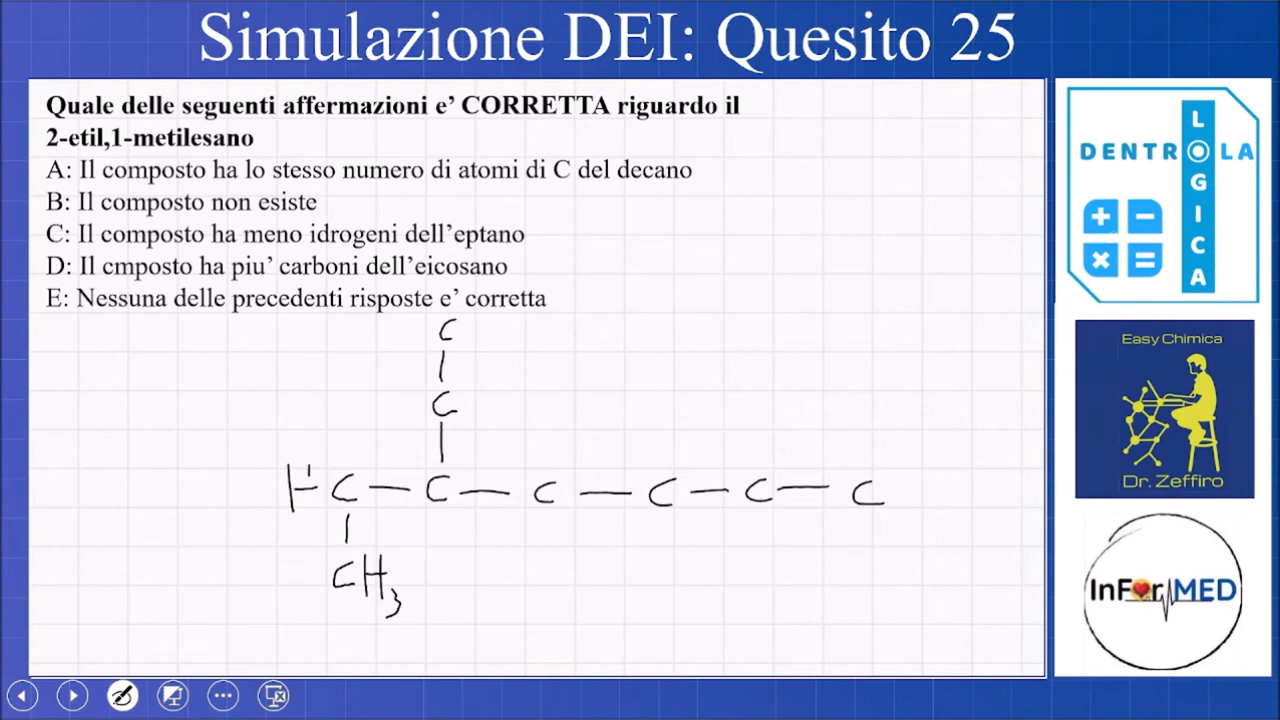 Simulazione DEI: Quesito 25
Quale delle seguenti affermazioni e' CORRETTA riguardo il
2-etil,1-metilesano
A: Il composto ha lo stesso numero di atomi di C del decano
B: Il composto non esiste
C: Il composto ha meno idrogeni dell'eptano
D: Il cmposto ha piu' carboni dell'eicosano
E: Nessuna delle precedenti risposte e' corretta
C
C
H C C C C C C
CH3
DENTRO LA
LOGICA
+ −
× =
Easy Chimica
Dr. Zeffiro
InForMED